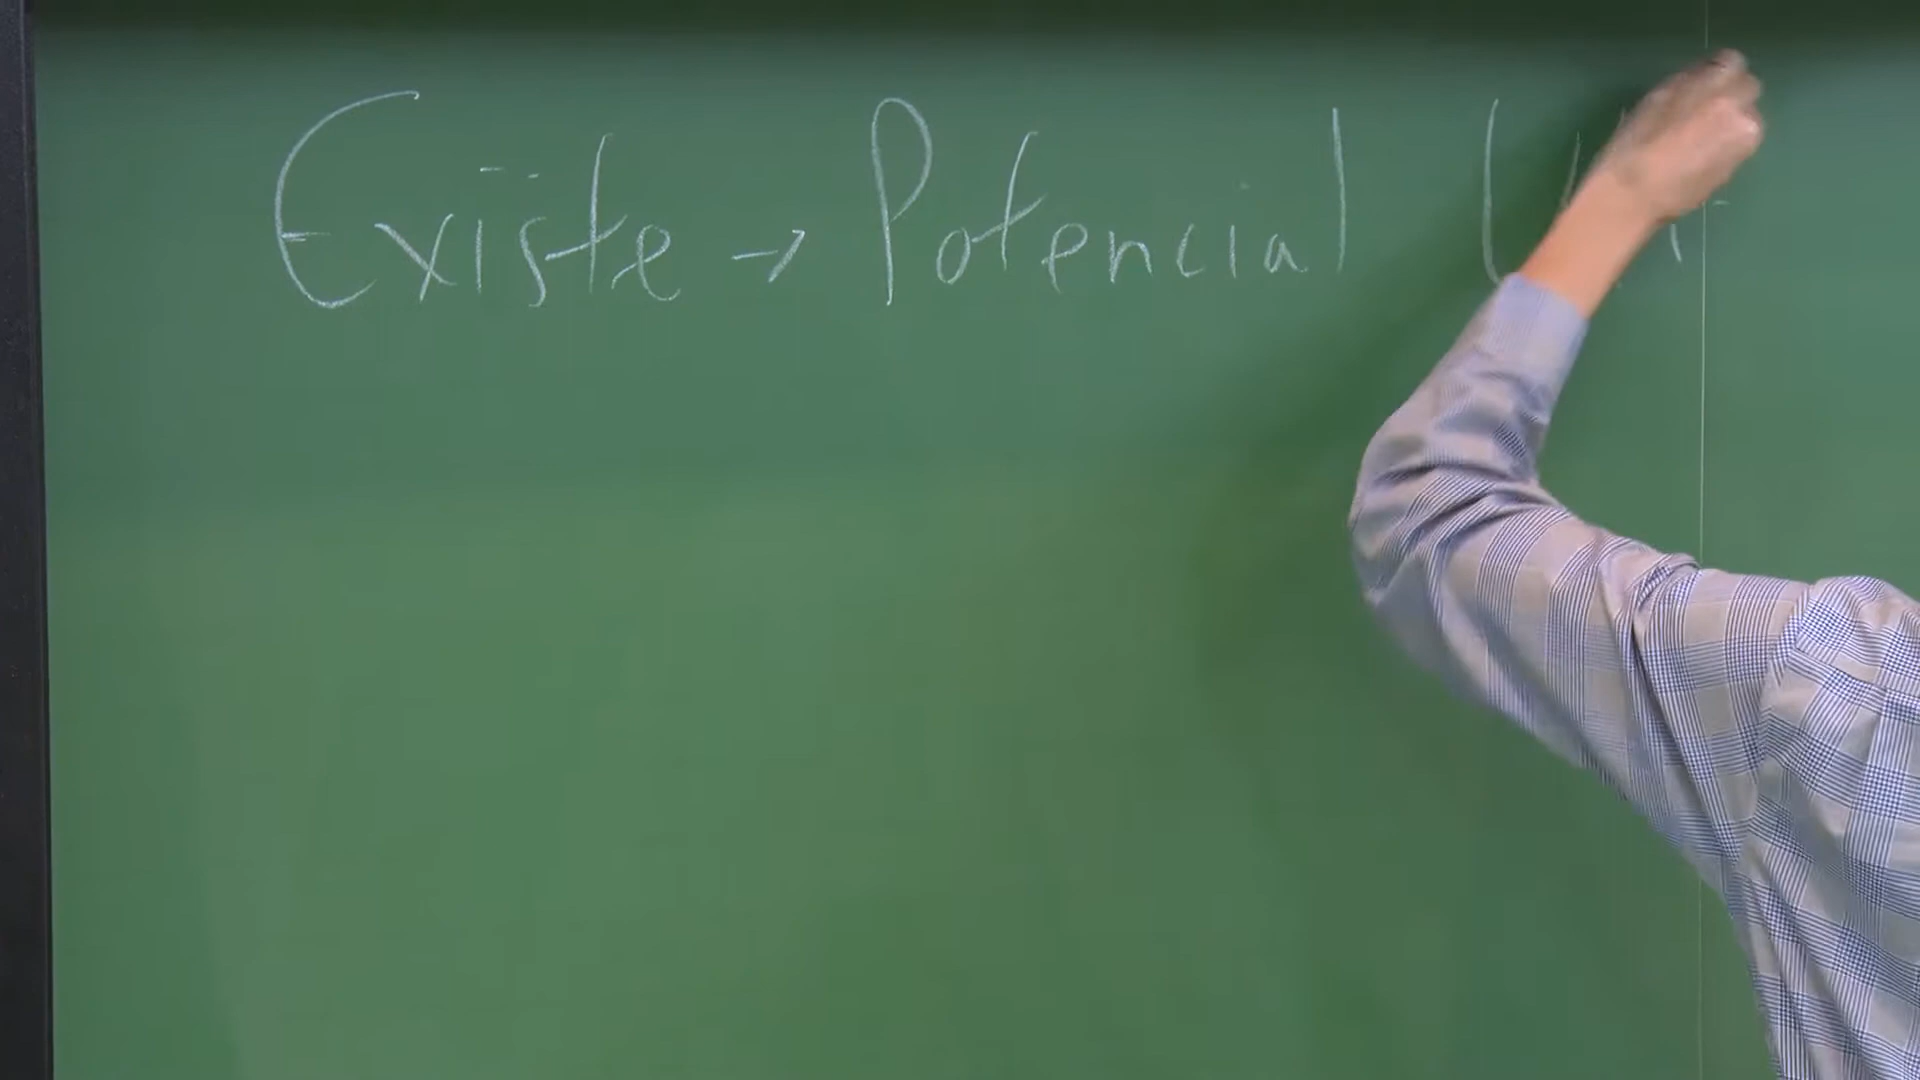 Existe → Potencial